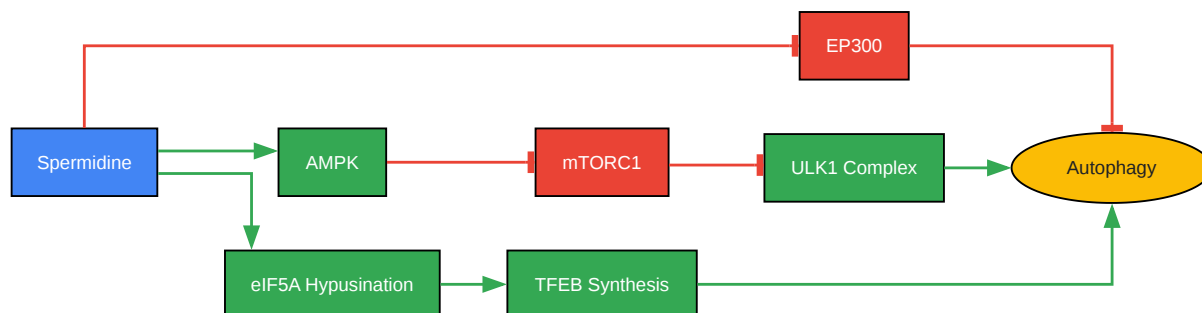 EP300
Spermidine
AMPK
mTORC1
ULK1 Complex
Autophagy
eIF5A Hypusination
TFEB Synthesis